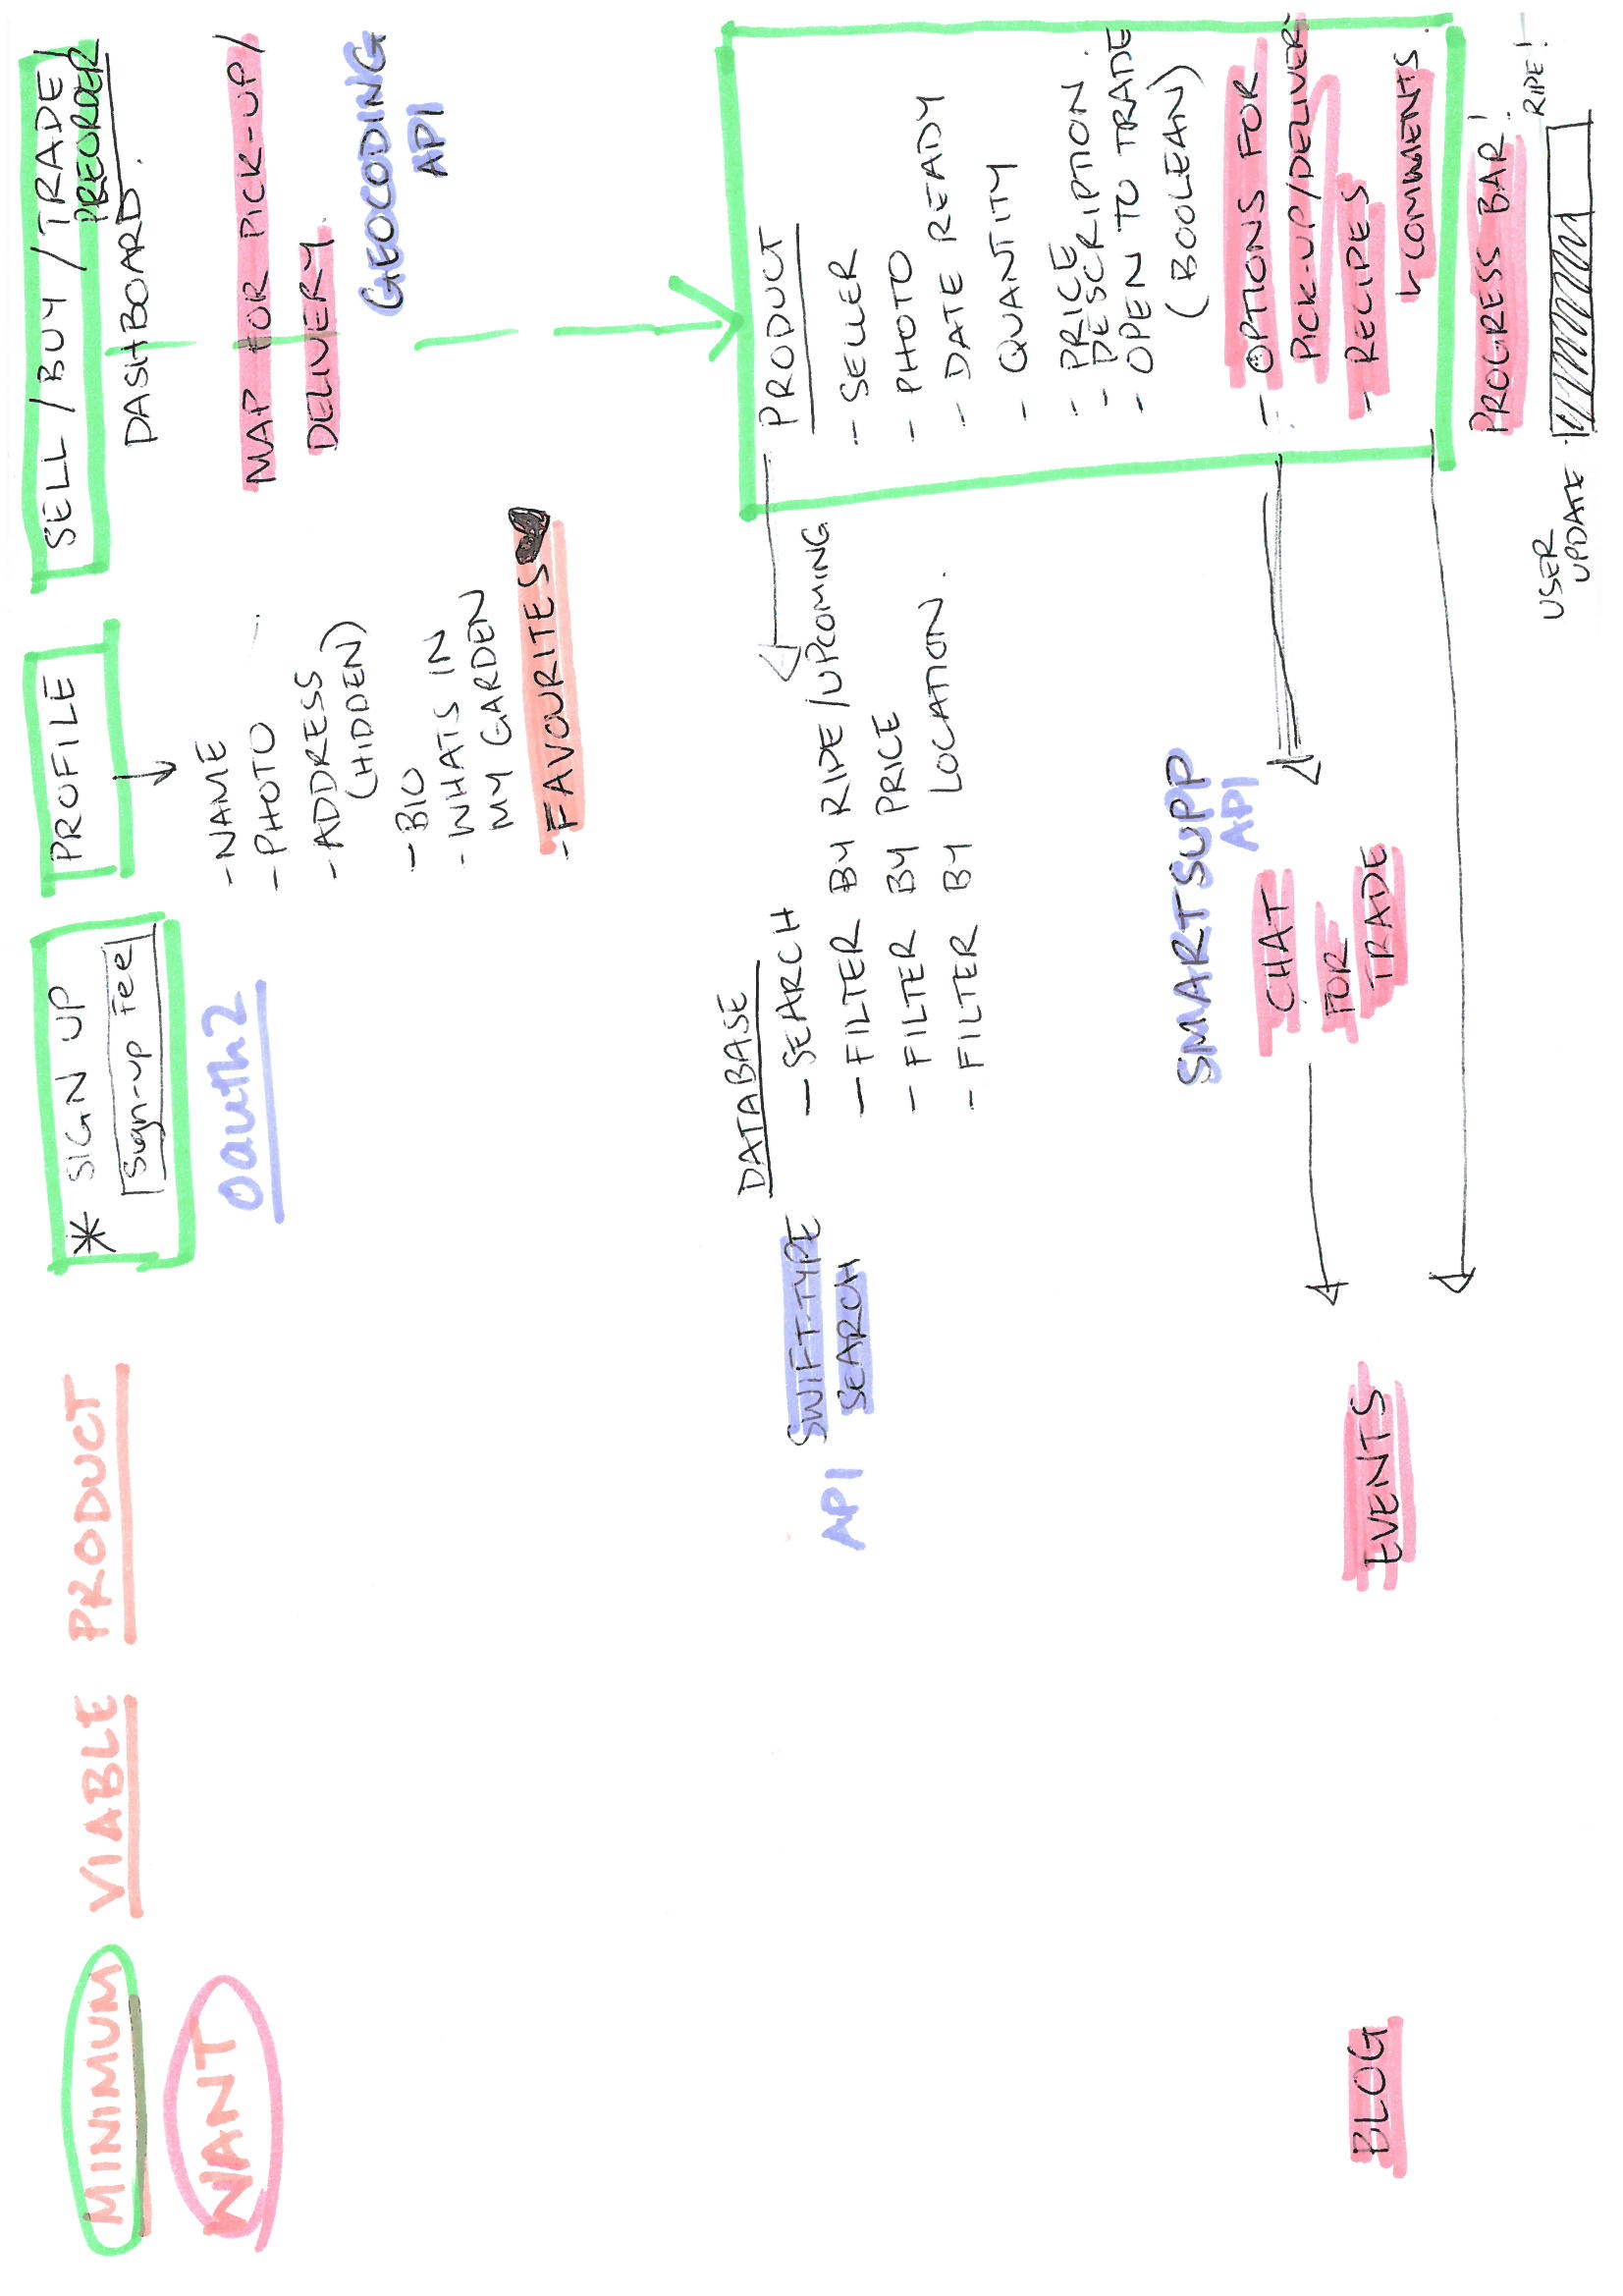 MINIMUM VIABLE PRODUCT
WANT
* SIGN UP
Sign-up Fee
Oauth2
PROFILE
- NAME
- PHOTO
- ADDRESS
(HIDDEN)
- BIO
- WHATS IN
MY GARDEN
- FAVOURITES
SELL / BUY / TRADE /
PREORDER
DASHBOARD.
MAP FOR PICK-UP /
DELIVERY
GEOCODING
API
DATABASE
- SEARCH
- FILTER BY RIPE / UPCOMING
- FILTER BY PRICE
- FILTER BY LOCATION.
SWIFTTYPE
SEARCH
API
PRODUCT
- SELLER
- PHOTO
- DATE READY
- QUANTITY
- PRICE
- DESCRIPTION.
- OPEN TO TRADE
(BOOLEAN)
- OPTIONS FOR
PICK-UP/DELIVER-
- RECIPES
COMMENTS
SMARTSUPP
API
CHAT
FOR
TRADE
BLOG
EVENTS
PROGRESS BAR!
RIPE!
USER
UPDATE